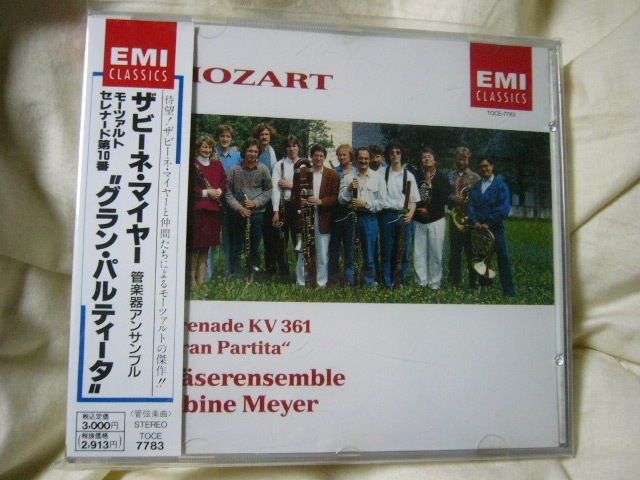 EMI
CLASSICS
待望!ザビーネ・マイヤーと仲間たちによるモーツァルトの傑作!!
ザビーネ・マイヤー 管楽器アンサンブル
モーツァルト
セレナード第10番
"グラン・パルティータ"
税込定価
3,000円
(税抜価格)
2,913円
〈管弦楽曲〉
STEREO
TOCE
7783
MOZART
EMI
CLASSICS
TOCE-7783
renade KV 361
ran Partita“
äserensemble
bine Meyer